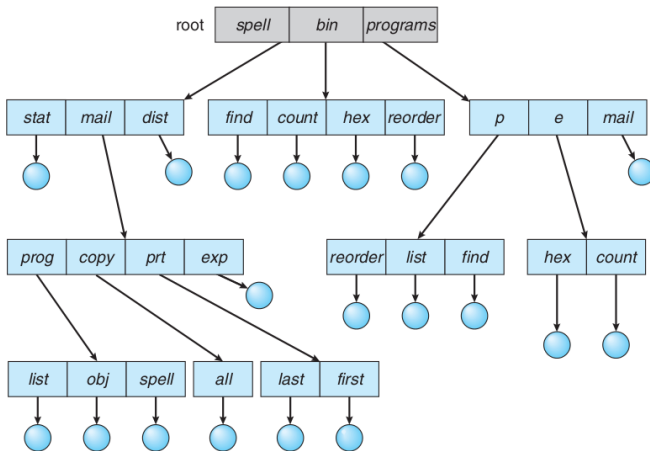 root spell bin programs
stat mail dist find count hex reorder p e mail
prog copy prt exp reorder list find hex count
list obj spell all last first